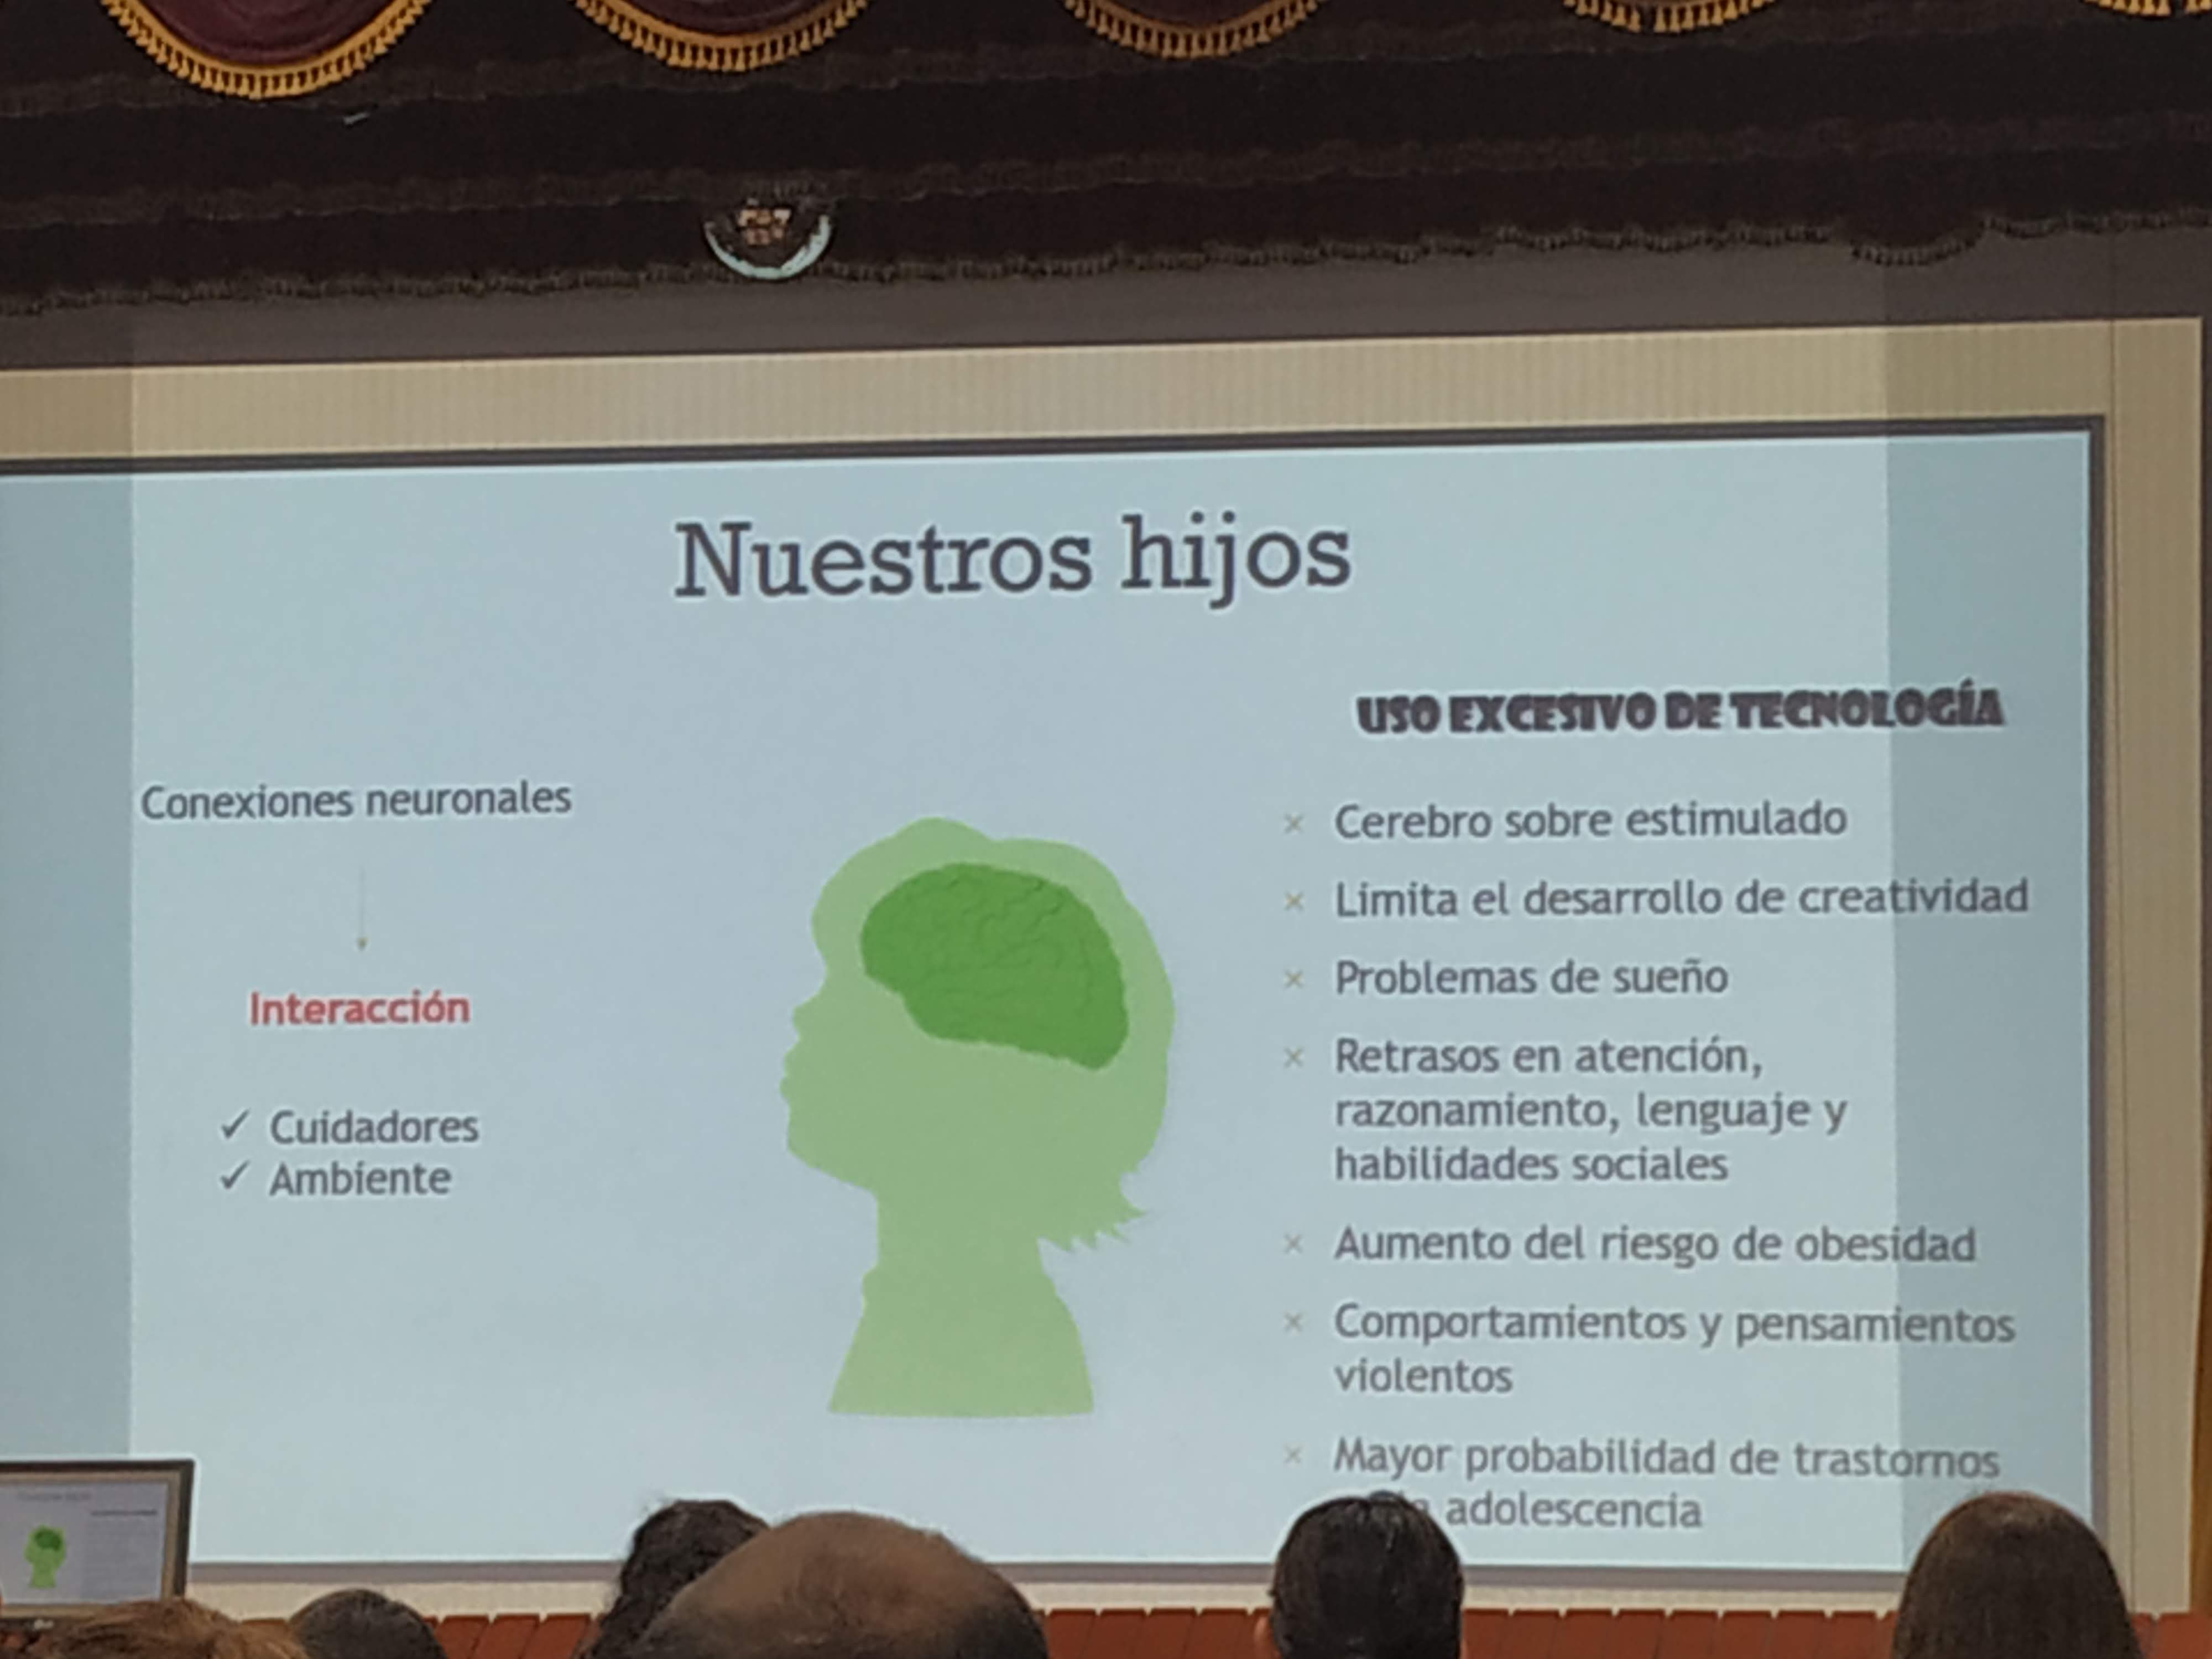 Nuestros hijos
Conexiones neuronales
Interacción
✓ Cuidadores
✓ Ambiente
USO EXCESIVO DE TECNOLOGÍA
× Cerebro sobre estimulado
× Limita el desarrollo de creatividad
× Problemas de sueño
× Retrasos en atención,
razonamiento, lenguaje y
habilidades sociales
× Aumento del riesgo de obesidad
× Comportamientos y pensamientos
violentos
× Mayor probabilidad de trastornos
adolescencia